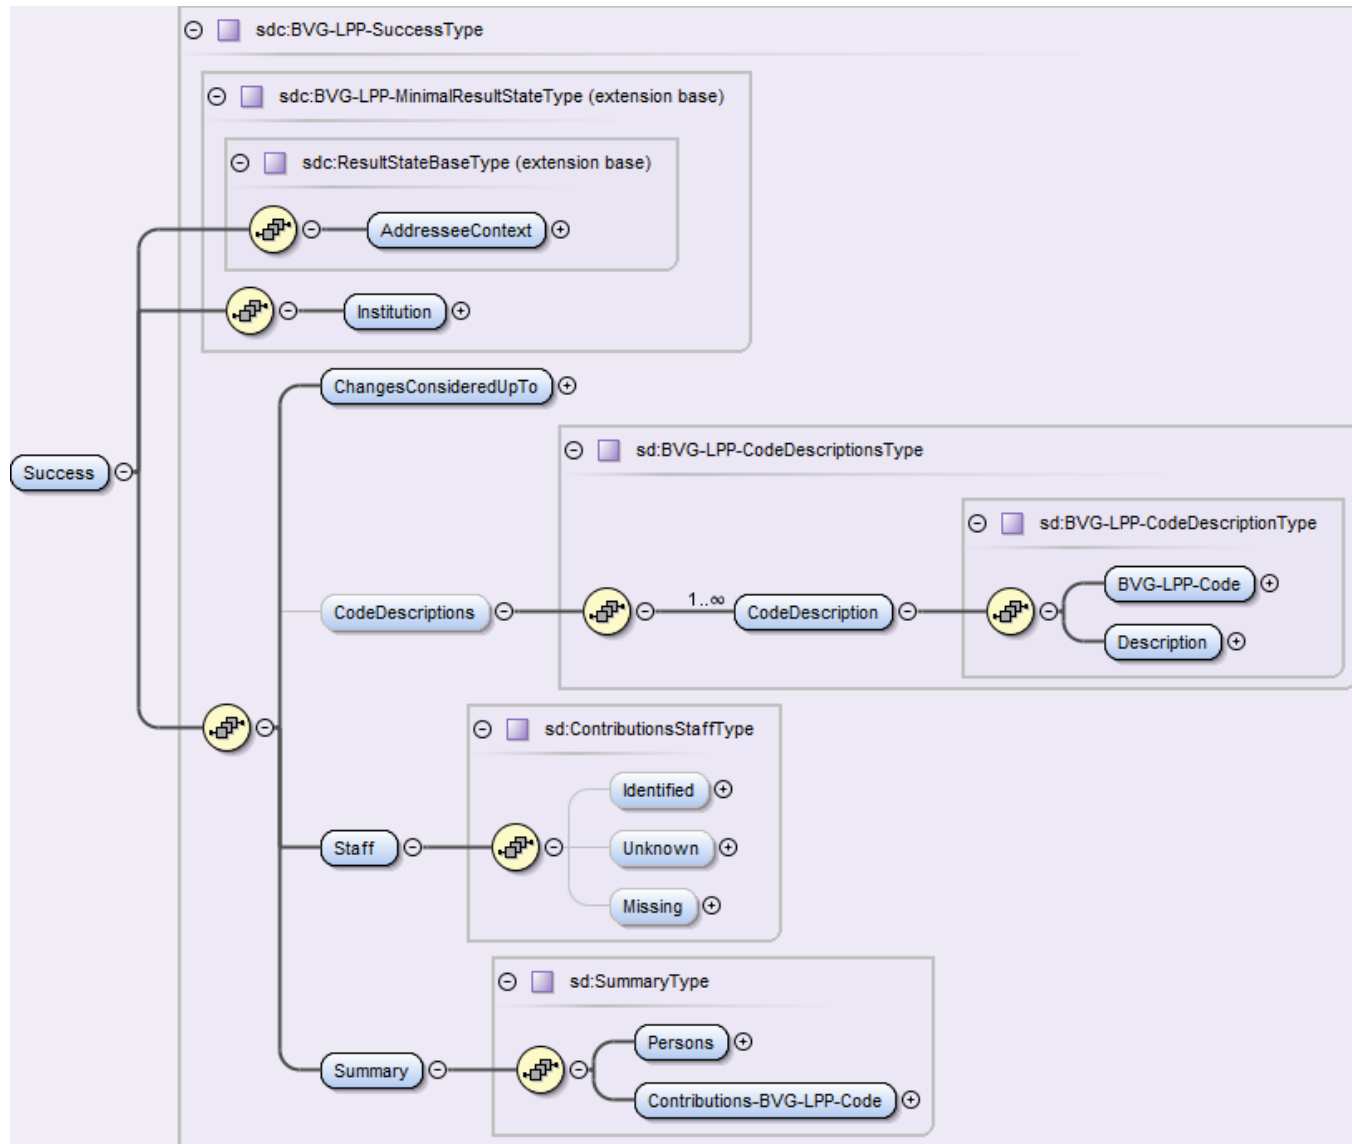 sdc:BVG-LPP-SuccessType
sdc:BVG-LPP-MinimalResultStateType (extension base)
sdc:ResultStateBaseType (extension base)
AddresseeContext
Institution
ChangesConsideredUpTo
sd:BVG-LPP-CodeDescriptionsType
Success
sd:BVG-LPP-CodeDescriptionType
BVG-LPP-Code
CodeDescriptions
1..∞
CodeDescription
Description
sd:ContributionsStaffType
Identified
Staff
Unknown
Missing
sd:SummaryType
Persons
Summary
Contributions-BVG-LPP-Code